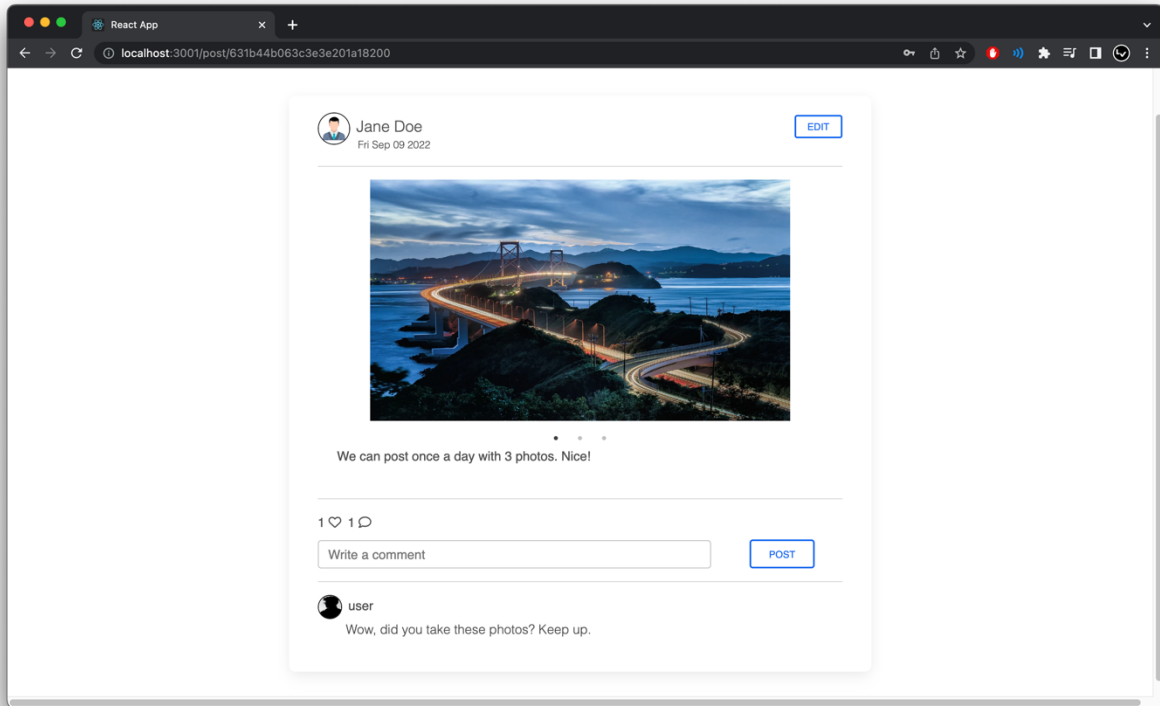 React App
localhost:3001/post/631b44b063c3e3e201a18200
Jane Doe
EDIT
Fri Sep 09 2022
We can post once a day with 3 photos. Nice!
1 1
Write a comment
POST
user
Wow, did you take these photos? Keep up.